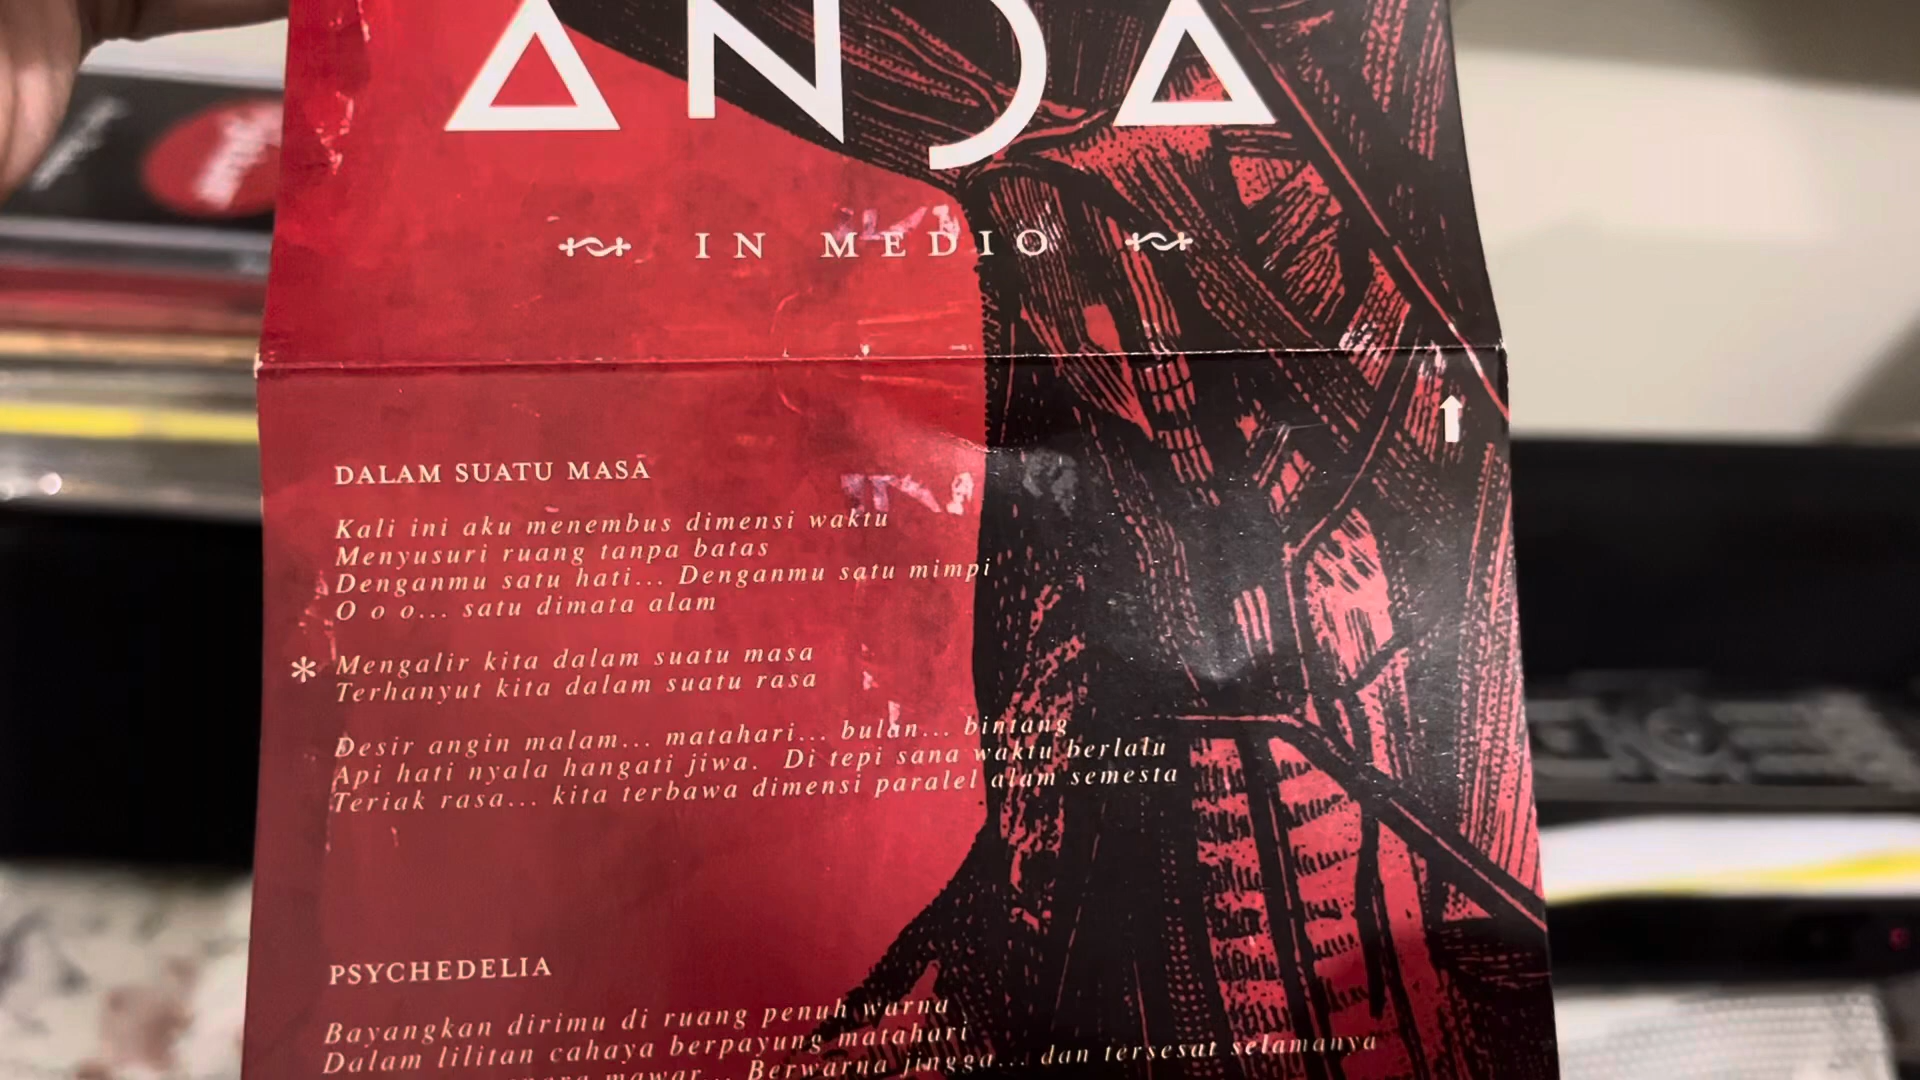 IN MEDIO
DALAM SUATU MASA
Kali ini aku menembus dimensi waktu
Menyusuri ruang tanpa batas
Denganmu satu hati... Denganmu satu mimpi
O o o... satu dimata alam
* Mengalir kita dalam suatu masa
Terhanyut kita dalam suatu rasa
Desir angin malam... matahari... bulan... bintang
Api hati nyala hangati jiwa. Di tepi sana waktu berlalu
Teriak rasa... kita terbawa dimensi paralel alam semesta
PSYCHEDELIA
Bayangkan dirimu di ruang penuh warna
Dalam lilitan cahaya berpayung matahari
mawar... Berwarna jingga... dan tersesat selamanya